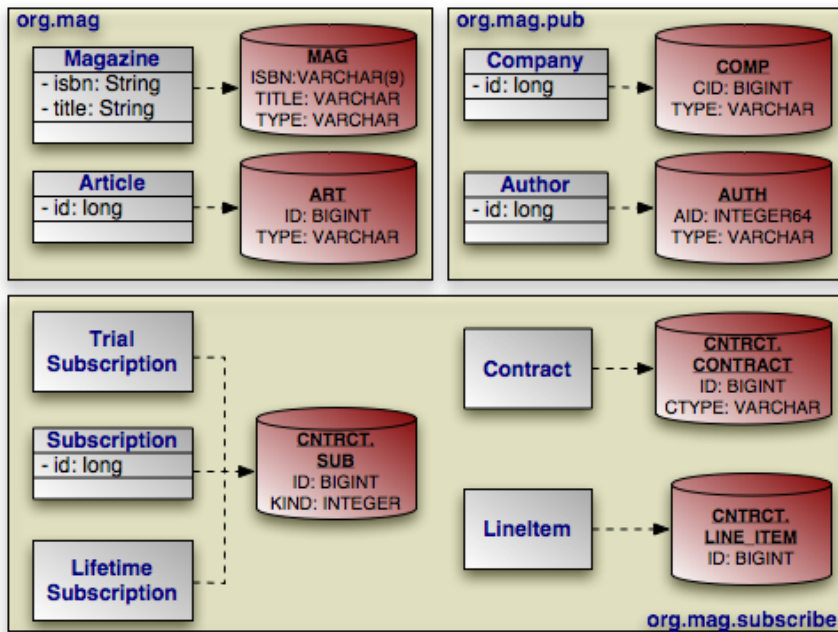 org.mag
Magazine
- isbn: String
- title: String
MAG
ISBN:VARCHAR(9)
TITLE: VARCHAR
TYPE: VARCHAR
Article
- id: long
ART
ID: BIGINT
TYPE: VARCHAR
org.mag.pub
Company
- id: long
COMP
CID: BIGINT
TYPE: VARCHAR
Author
- id: long
AUTH
AID: INTEGER64
TYPE: VARCHAR
Trial
Subscription
Subscription
- id: long
Lifetime
Subscription
CNTRCT.
SUB
ID: BIGINT
KIND: INTEGER
Contract
CNTRCT.
CONTRACT
ID: BIGINT
CTYPE: VARCHAR
LineItem
CNTRCT.
LINE_ITEM
ID: BIGINT
org.mag.subscribe